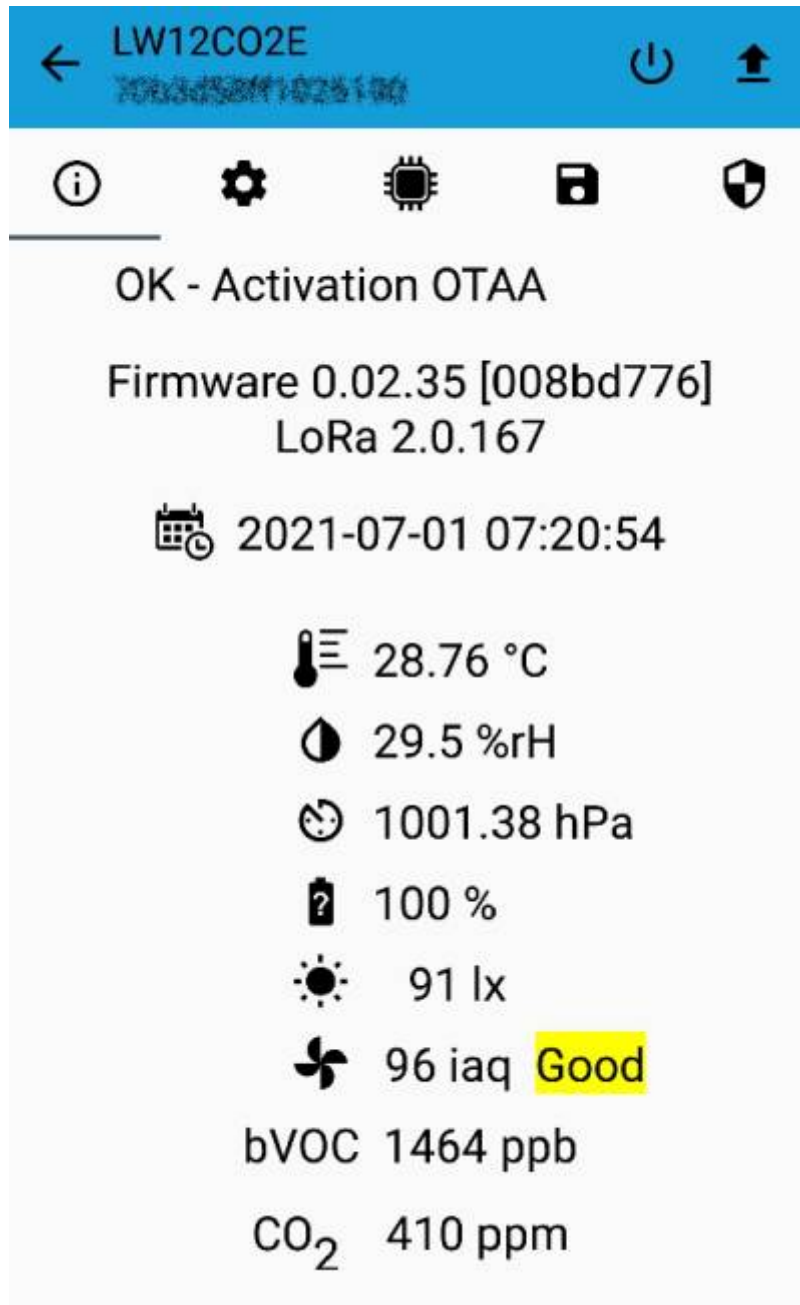 LW12CO2E
OK - Activation OTAA
Firmware 0.02.35 [008bd776]
LoRa 2.0.167
2021-07-01 07:20:54
28.76 °C
29.5 %rH
1001.38 hPa
100 %
91 lx
96 iaq Good
bVOC 1464 ppb
CO₂ 410 ppm